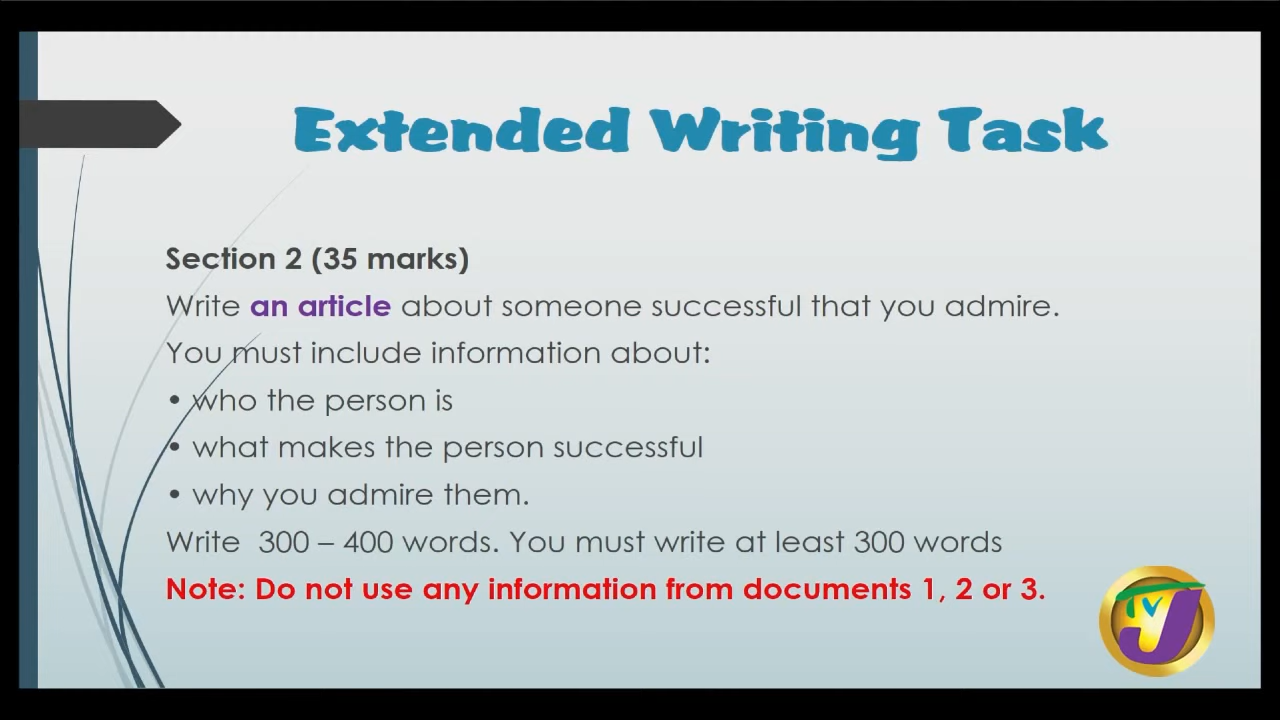 Extended Writing Task
Section 2 (35 marks)
Write an article about someone successful that you admire.
You must include information about:
• who the person is
• what makes the person successful
• why you admire them.
Write 300 – 400 words. You must write at least 300 words
Note: Do not use any information from documents 1, 2 or 3.
TVJ